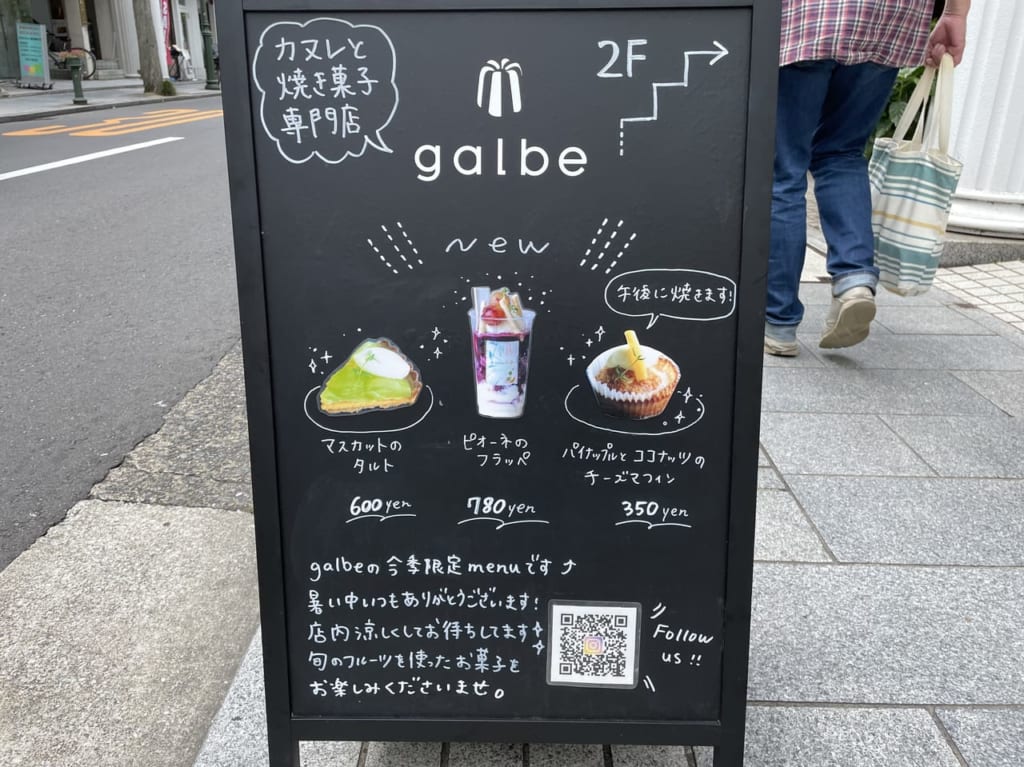 カヌレと
焼き菓子
専門店
2F
galbe
new
午後に焼きます!
マスカットの
タルト
600yen
ピオーネの
フラッペ
780yen
パイナップルとココナッツの
チーズマフィン
350yen
galbeの今季限定menuです⤴
暑い中いつもありがとうございます!
店内涼しくしてお待ちしてます
旬のフルーツを使ったお菓子を
お楽しみくださいませ。
Follow
us!!